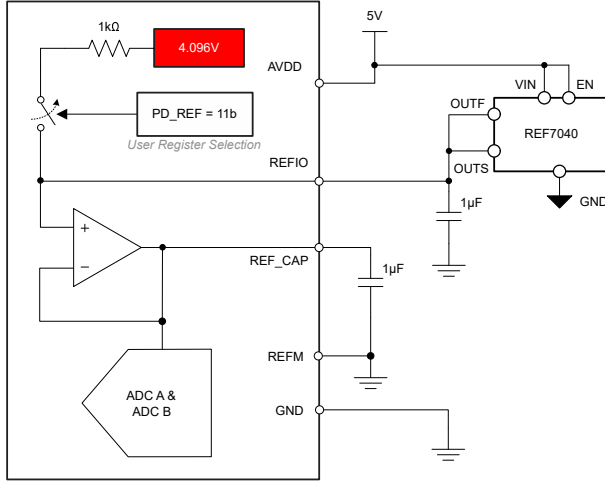 1kΩ
4.096V
5V
AVDD
VIN
EN
OUTF
PD_REF = 11b
REF7040
User Register Selection
REFIO
OUTS
1µF
GND
+
−
REF_CAP
1µF
REFM
ADC A &
ADC B
GND